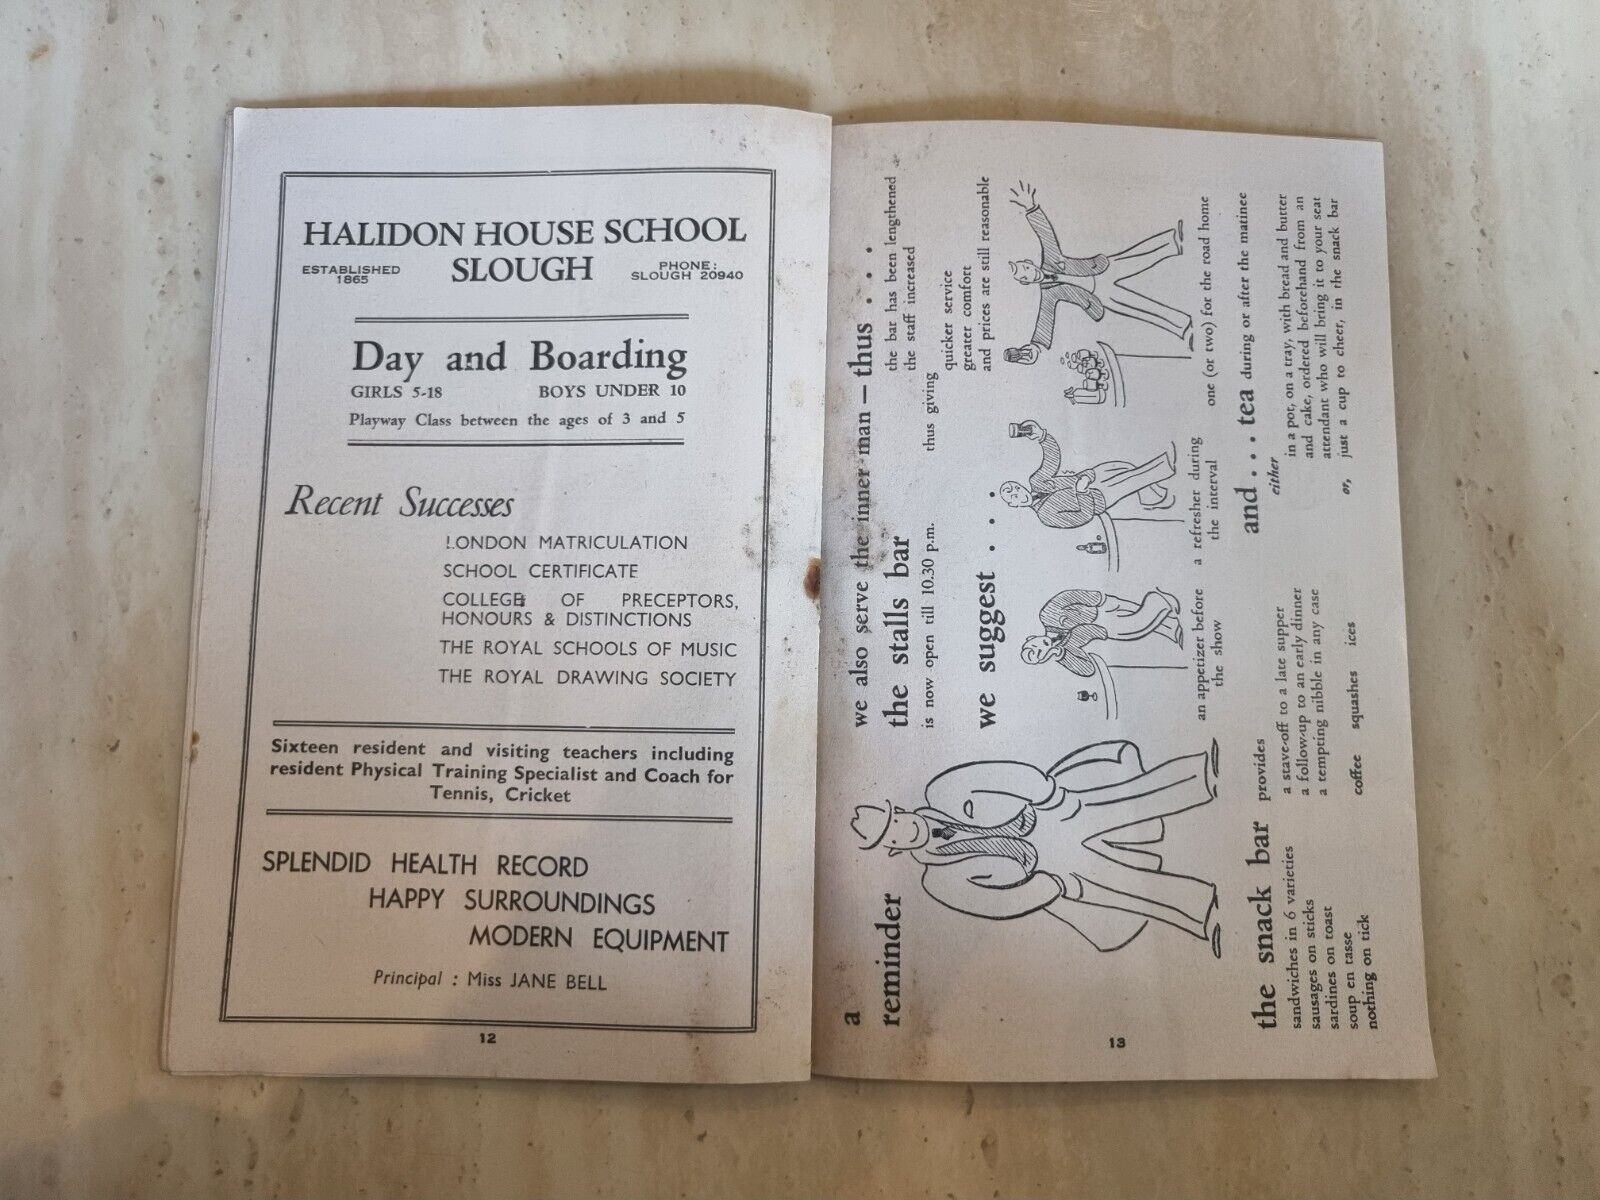 HALIDON HOUSE SCHOOL
ESTABLISHED
1865
SLOUGH
PHONE:
SLOUGH 20940
Day and Boarding
GIRLS 5-18 BOYS UNDER 10
Playway Class between the ages of 3 and 5
Recent Successes
LONDON MATRICULATION
SCHOOL CERTIFICATE
COLLEGE OF PRECEPTORS,
HONOURS & DISTINCTIONS
THE ROYAL SCHOOLS OF MUSIC
THE ROYAL DRAWING SOCIETY
Sixteen resident and visiting teachers including
resident Physical Training Specialist and Coach for
Tennis, Cricket
SPLENDID HEALTH RECORD
HAPPY SURROUNDINGS
MODERN EQUIPMENT
Principal : Miss JANE BELL
12
a
reminder
we also serve the inner man — thus . . .
the stalls bar
is now open till 10.30 p.m.
the bar has been lengthened
the staff increased
thus giving
quicker service
greater comfort
and prices are still reasonable
we suggest . . .
an appetizer before
the show
a refresher during
the interval
one (or two) for the road home
the snack bar provides
sandwiches in 6 varieties
sausages on sticks
sardines on toast
soup en tasse
nothing on tick
a stave-off to a late supper
a follow-up to an early dinner
a tempting nibble in any case
coffee squashes ices
and . . . tea during or after the matinee
either
in a pot, on a tray, with bread and butter
and cake, ordered beforehand from an
attendant who will bring it to your seat
or, just a cup to cheer, in the snack bar
13